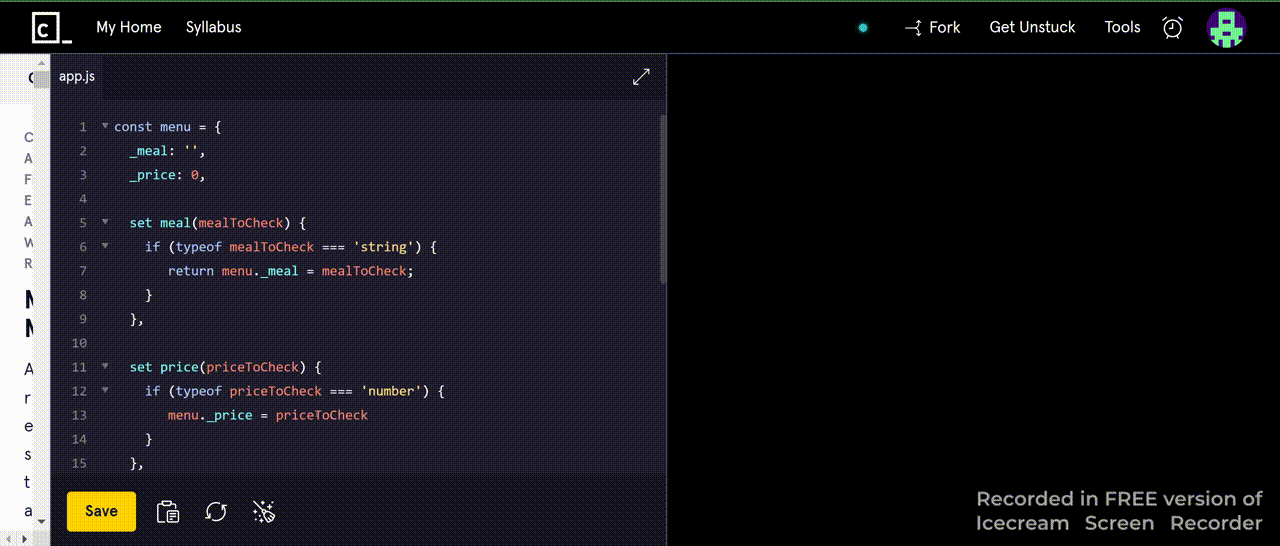 My Home Syllabus Fork Get Unstuck Tools
app.js
C
A
F
E
A
W
R
A
r
e
s
t
a
1 const menu = {
2 _meal: '',
3 _price: 0,
4
5 set meal(mealToCheck) {
6 if (typeof mealToCheck === 'string') {
7 return menu._meal = mealToCheck;
8 }
9 },
10
11 set price(priceToCheck) {
12 if (typeof priceToCheck === 'number') {
13 menu._price = priceToCheck
14 }
15 },
Save
Recorded in FREE version of
Icecream Screen Recorder